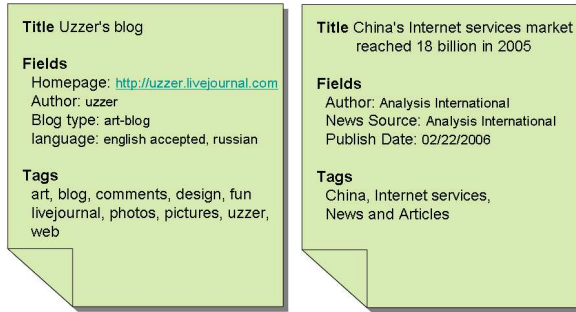 Title Uzzer's blog
Fields
Homepage: http://uzzer.livejournal.com
Author: uzzer
Blog type: art-blog
language: english accepted, russian
Tags
art, blog, comments, design, fun
livejournal, photos, pictures, uzzer,
web
Title China's Internet services market
reached 18 billion in 2005
Fields
Author: Analysis International
News Source: Analysis International
Publish Date: 02/22/2006
Tags
China, Internet services,
News and Articles